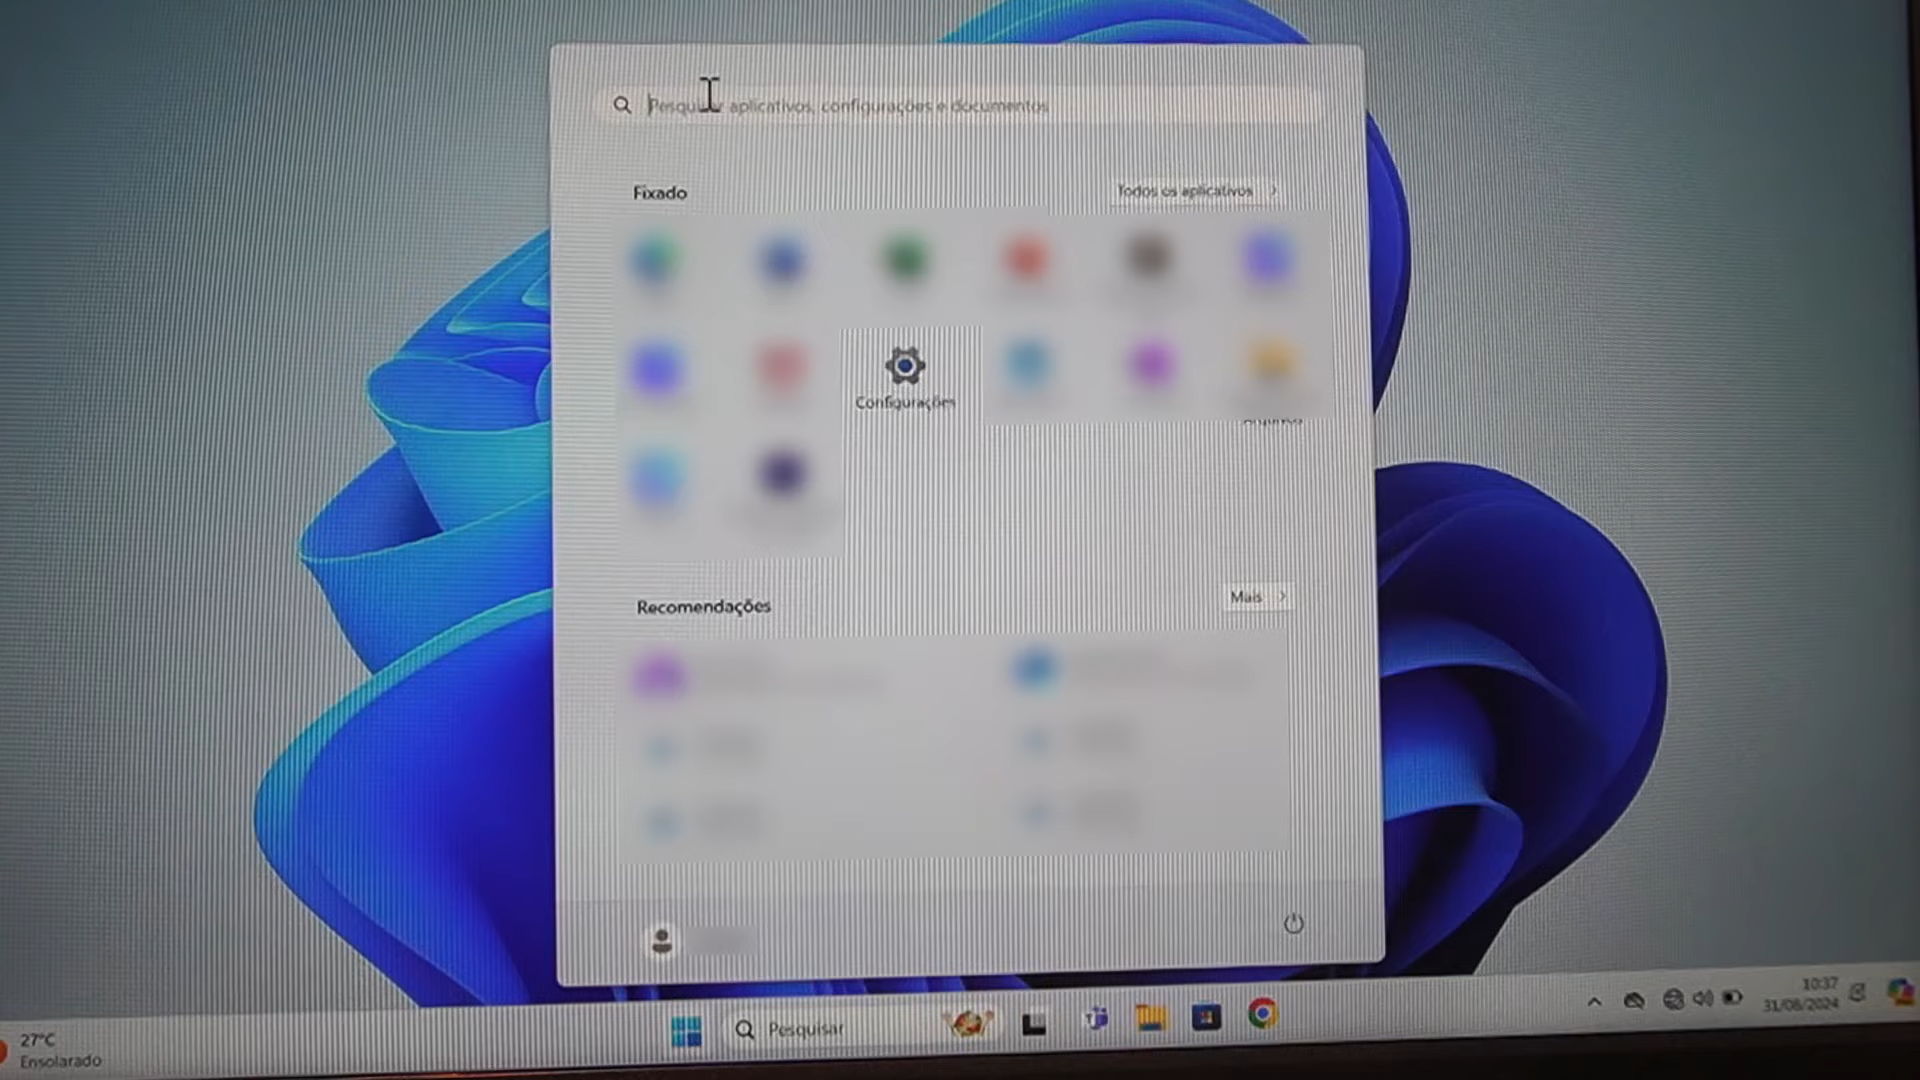 Pesquisar aplicativos, configurações e documentos
Fixado
Todos os aplicativos
Configurações
Recomendações
Mais
27°C
Ensolarado
Pesquisar
10:37
31/08/2024